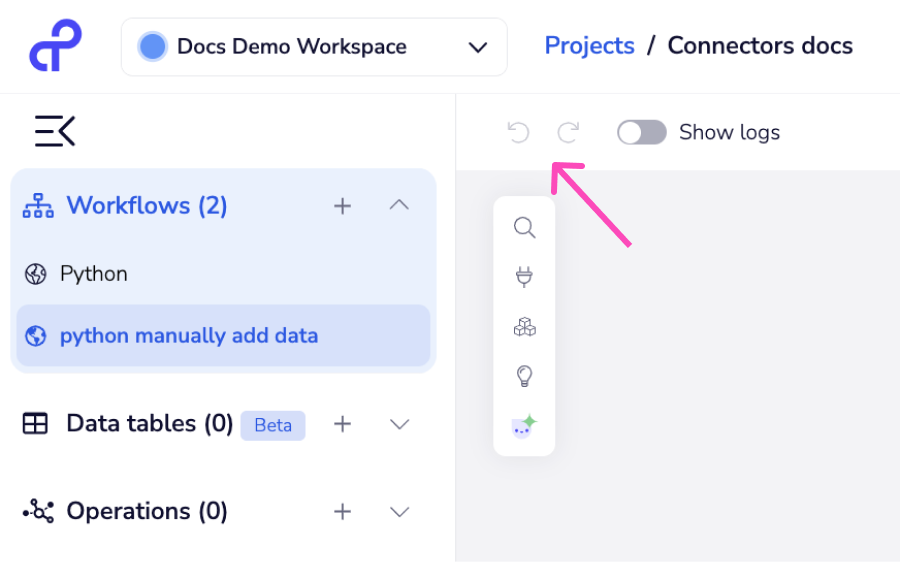 Docs Demo Workspace
Projects / Connectors docs
Show logs
Workflows (2)
Python
python manually add data
Data tables (0) Beta
Operations (0)